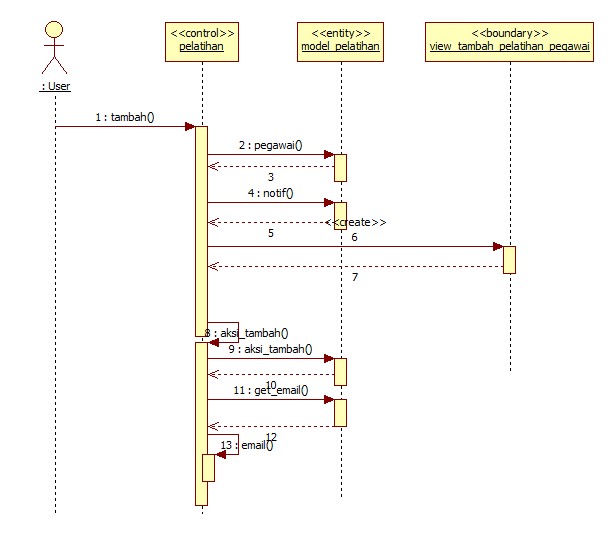 <<control>>
pelatihan
<<entity>>
model_pelatihan
<<boundary>>
view_tambah_pelatihan_pegawai
: User
1 : tambah()
2 : pegawai()
3
4 : notif()
<<create>>
5
6
7
8 : aksi_tambah()
9 : aksi_tambah()
10
11 : get_email()
12
13 : email()